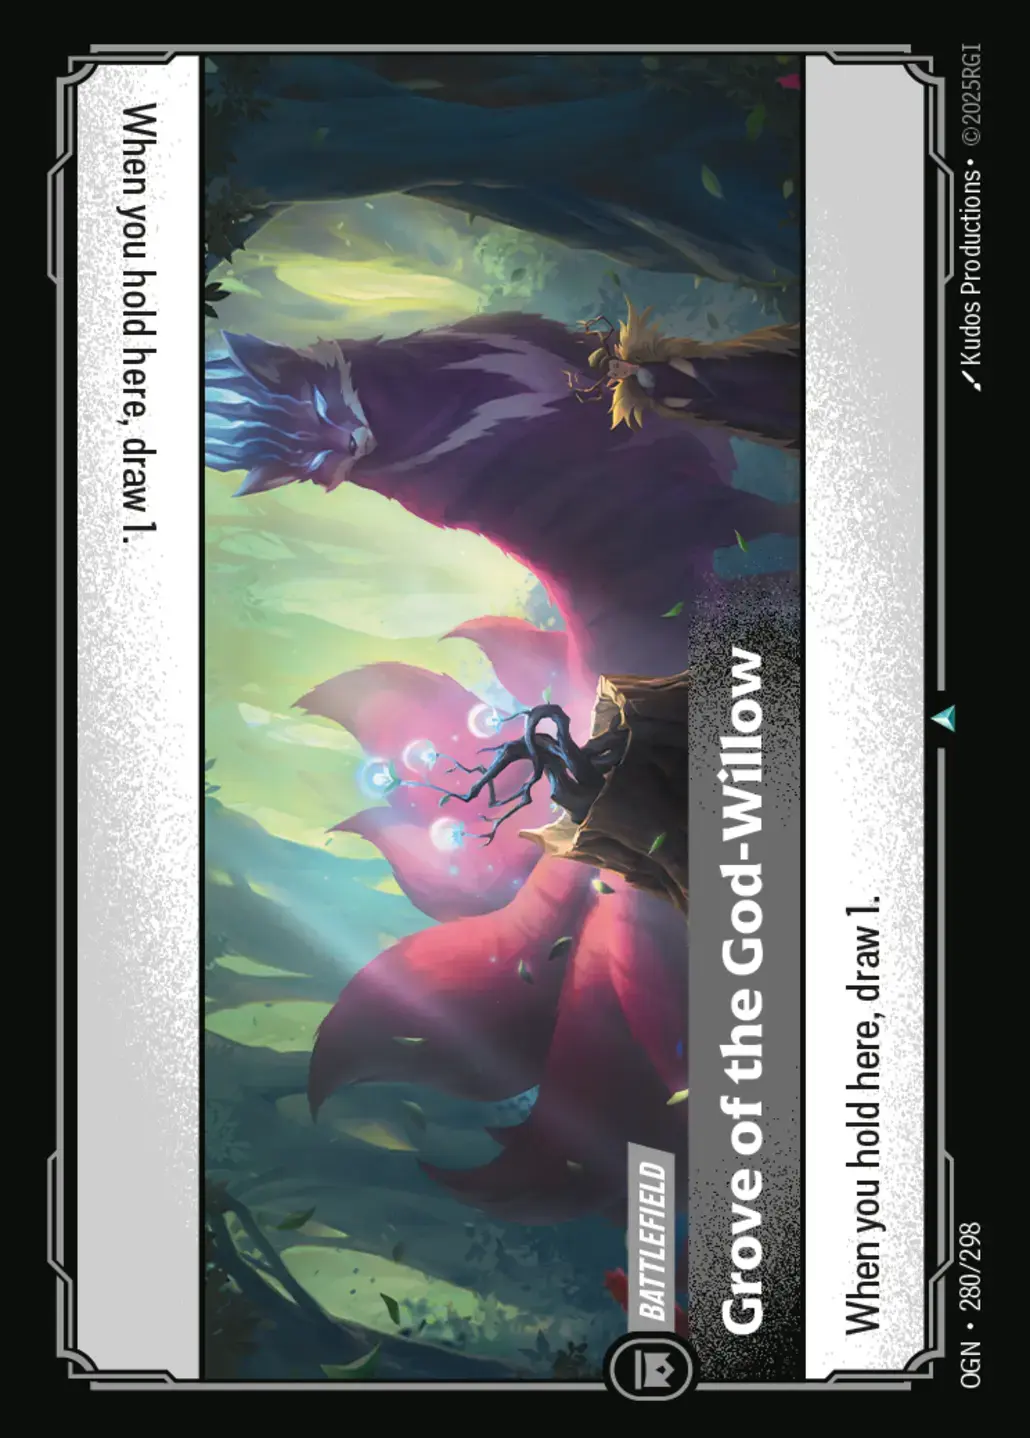 When you hold here, draw 1.
BATTLEFIELD
Grove of the God-Willow
When you hold here, draw 1.
OGN • 280/298
Kudos Productions • ©2025RGI